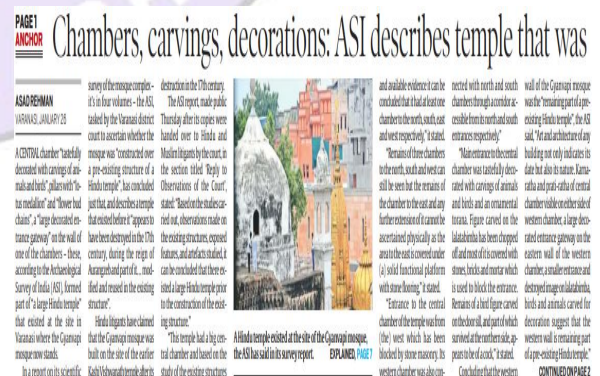 PAGE 1
ANCHOR
Chambers, carvings, decorations: ASI describes temple that was
ASAD REHMAN
VARANASI, JANUARY 26
A CENTRAL chamber "tastefully
decorated with carvings of ani-
mals and birds", pillars with "lo-
tus medallion" and "flower bud
chains", a "large decorated en-
trance gateway" on the wall of
one of the chambers – these,
according to the Archaeological
Survey of India (ASI), formed
part of "a large Hindu temple"
that existed at the site in
Varanasi where the Gyanvapi
mosque now stands.
In a report on its scientific
survey of the mosque complex –
it's in four volumes – the ASI,
tasked by the Varanasi district
court to ascertain whether the
mosque was "constructed over
a pre-existing structure of a
Hindu temple", has concluded
just that, and describes a temple
that existed before it "appears to
have been destroyed in the 17th
century, during the reign of
Aurangzeb and part of it... mod-
ified and reused in the existing
structure".
Hindu litigants have claimed
that the Gyanvapi mosque was
built on the site of the earlier
Kashi Vishwanath temple after its
destruction in the 17th century.
The ASI report, made public
Thursday after its copies were
handed over to Hindu and
Muslim litigants by the court, in
the section titled 'Reply to
Observations of the Court',
stated: "Based on the studies car-
ried out, observations made on
the existing structures, exposed
features, and artefacts studied, it
can be concluded that there ex-
isted a large Hindu temple prior
to the construction of the exist-
ing structure."
"This temple had a big cen-
tral chamber and based on the
study of the existing structures
A Hindu temple existed at the site of the Gyanvapi mosque,
the ASI has said in its survey report. EXPLAINED, PAGE 7
and available evidence it can be
concluded that it had at least one
chamber to the north, south, east
and west respectively," it stated.
"Remains of three chambers
to the north, south and west can
still be seen but the remains of
the chamber to the east and any
further extension of it cannot be
ascertained physically as the
area to the east is covered under
(a) solid functional platform
with stone flooring," it stated.
"Entrance to the central
chamber of the temple was from
[the] west which has been
blocked by stone masonry. Its
western chamber was also con-
nected with north and south
chambers through a corridor ac-
cessible from its north and south
entrances respectively."
"Main entrance to the central
chamber was tastefully deco-
rated with carvings of animals
and birds and an ornamental
torana. Figure carved on the
lalatabimba has been chopped
off and most of it is covered with
stones, bricks and mortar which
is used to block the entrance.
Remains of a bird figure carved
on the door sill, and part of which
survived at the northern side, ap-
pears to be of a cock," it stated.
Concluding that the western
wall of the Gyanvapi mosque
was the "remaining part of a pre-
existing Hindu temple," the ASI
said, "Art and architecture of any
building not only indicates its
date but also its nature. Karna-
ratha and prati-ratha of central
chamber visible on either side of
western chamber, a large deco-
rated entrance gateway on the
eastern wall of the western
chamber, a smaller entrance and
destroyed image on lalatabimba,
birds and animals carved for
decoration suggest that the
western wall is remaining part
of a pre-existing Hindu temple."
CONTINUED ON PAGE 2